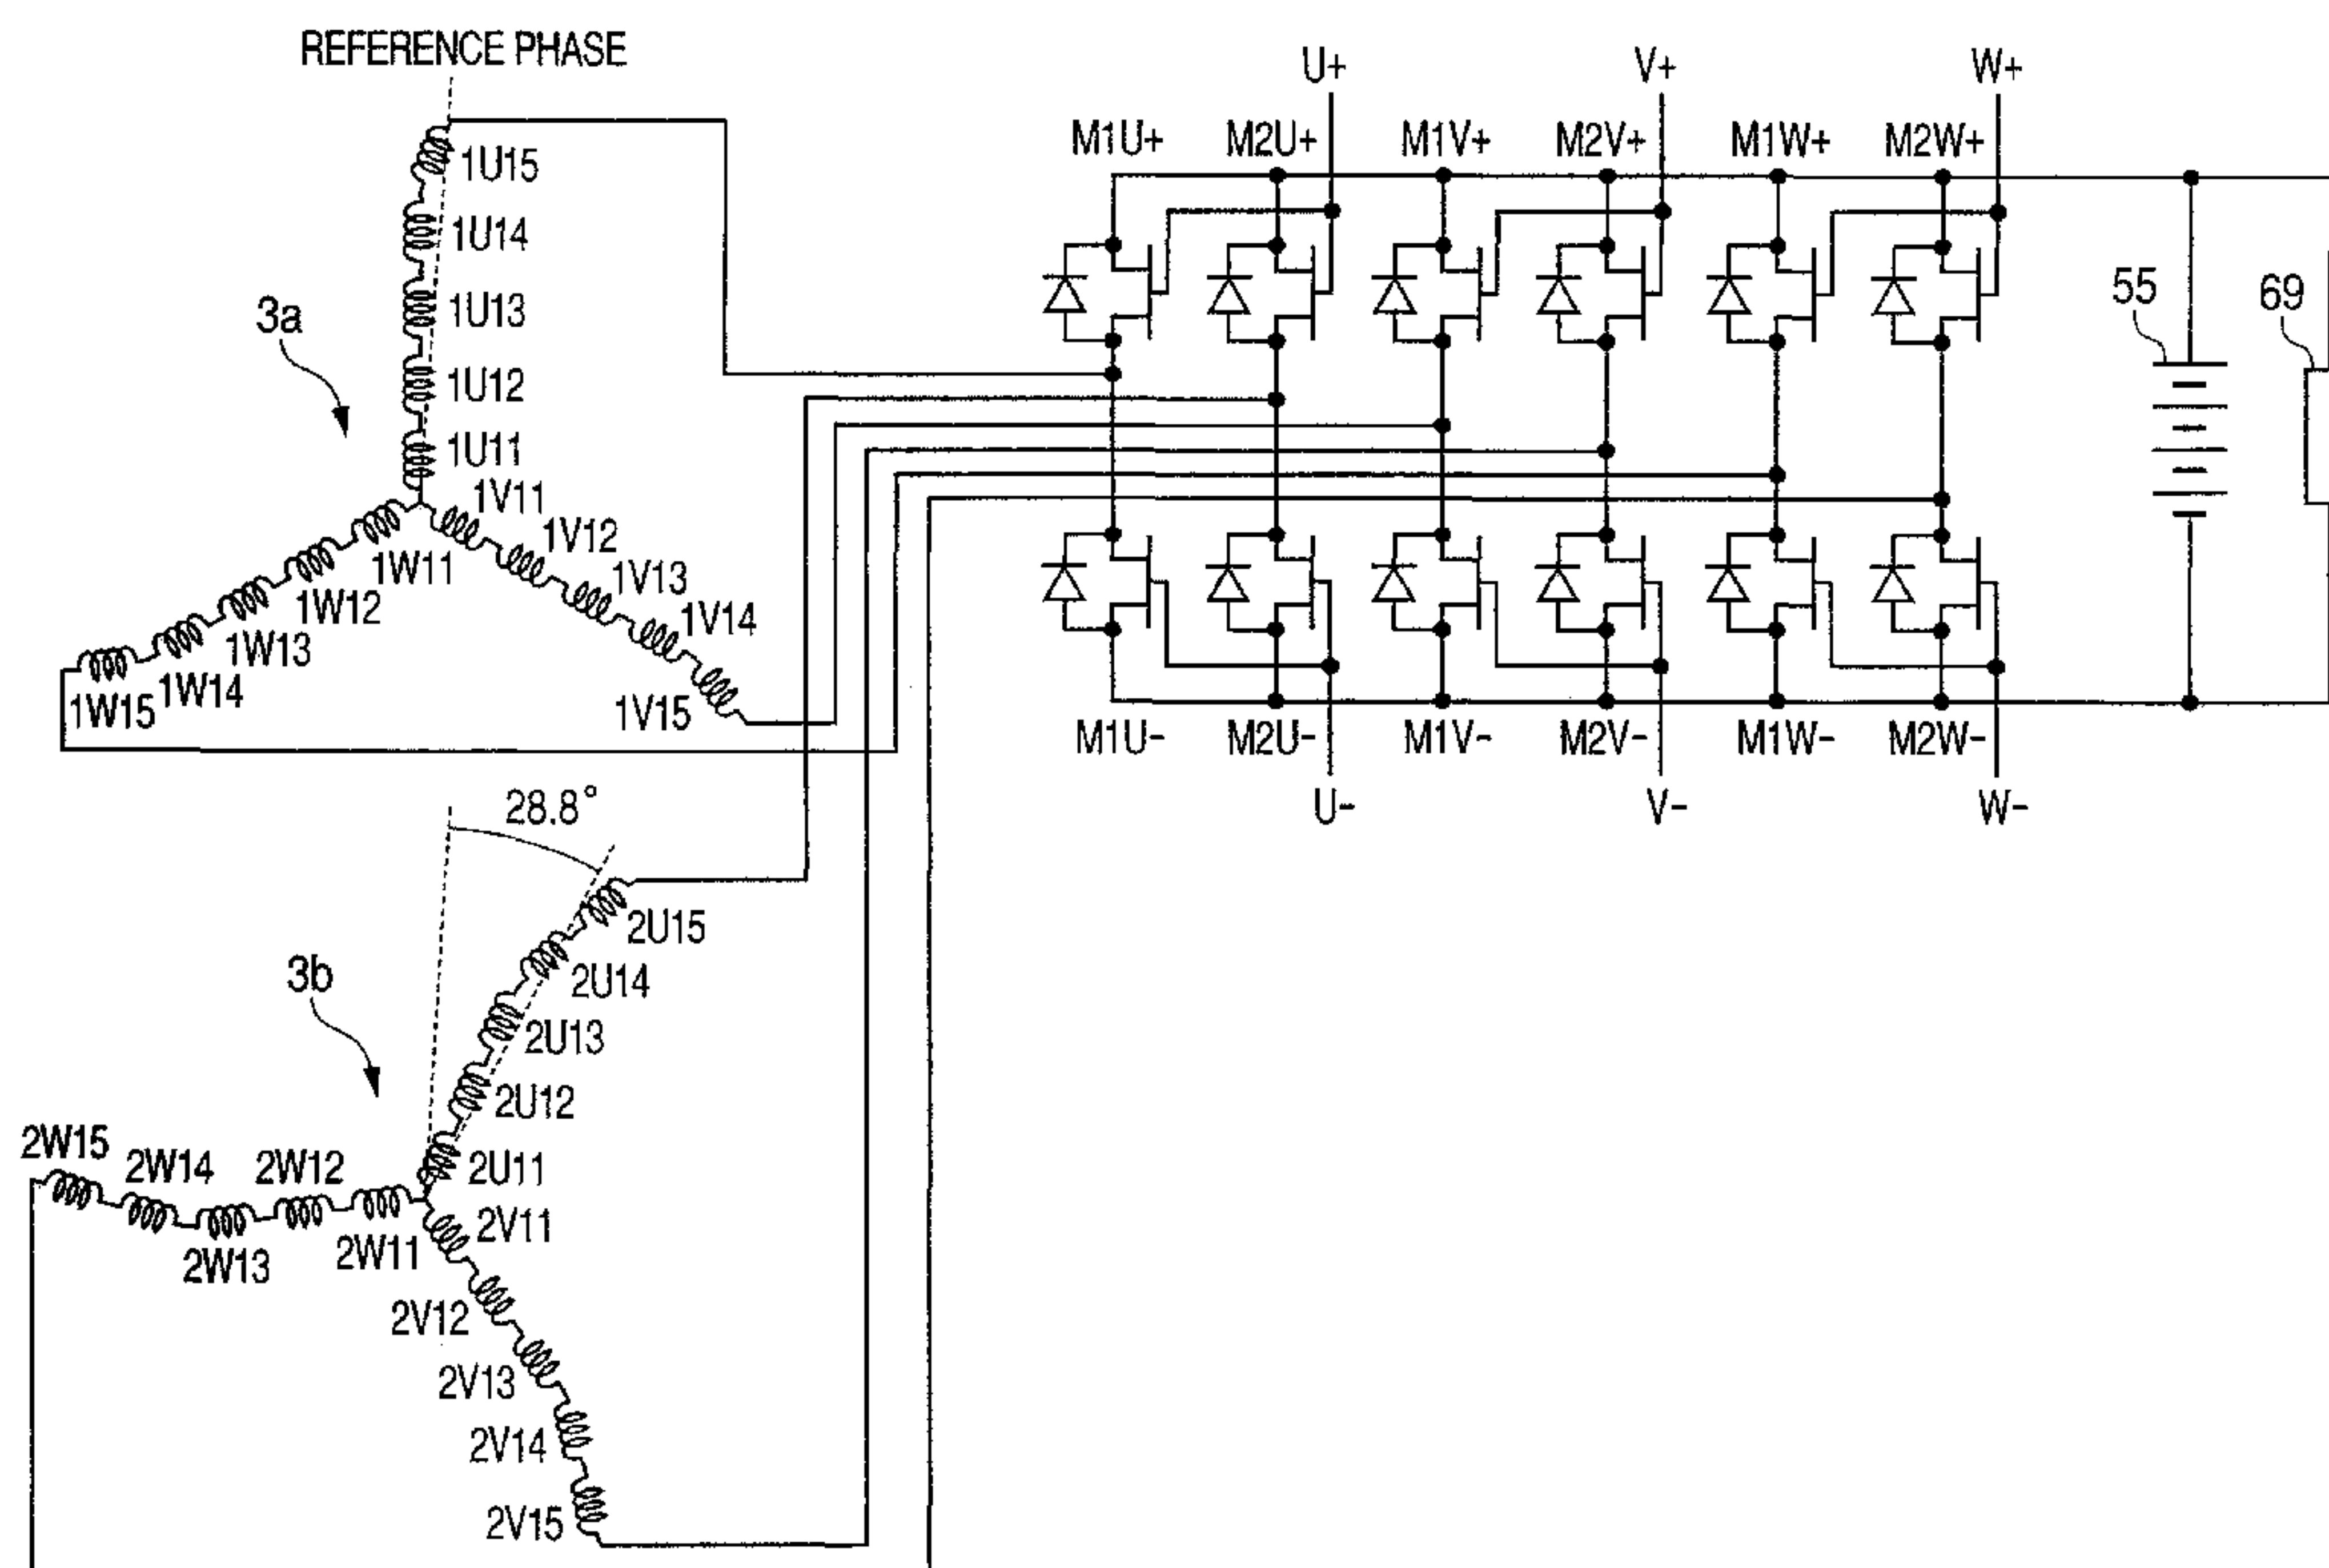 REFERENCE PHASE
U+
V+
W+
M1U+
M2U+
M1V+
M2V+
M1W+
M2W+
1U15
1U14
1U13
1U12
1U11
3a
55
69
1V11
1V12
1V13
1V14
1V15
1W11
1W12
1W13
1W14
1W15
M1U-
M2U-
M1V-
M2V-
M1W-
M2W-
U-
V-
W-
28.8°
3b
2U15
2U14
2U13
2U12
2U11
2W15
2W14
2W12
2W13
2W11
2V11
2V12
2V13
2V14
2V15